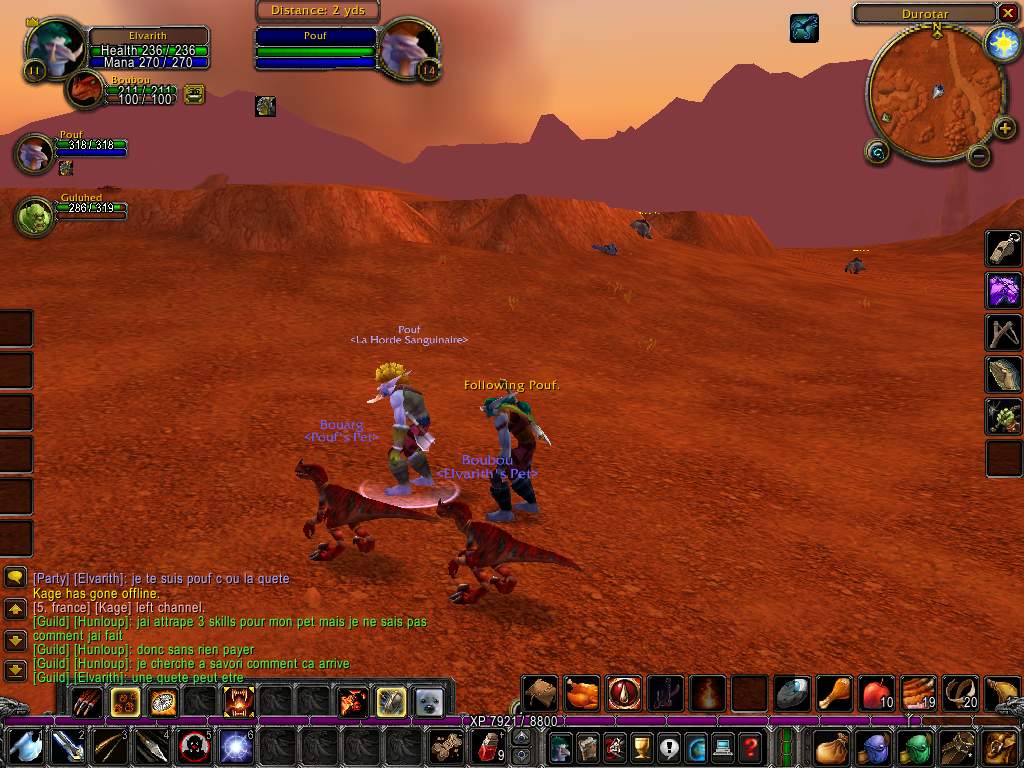 Distance: 2 yds
Durotar
N
Elvarith
Health 236 / 236
Mana 270 / 270
11
Pouf
14
Boubou
211 / 211
100 / 100
Pouf
318 / 318
Guluhed
286 / 319
Pouf
<La Horde Sanguinaire>
Following Pouf.
Bouarg
<Pouf's Pet>
Boubou
<Elvarith's Pet>
[Party] [Elvarith]: je te suis pouf c ou la quete
Kage has gone offline.
[5. france] [Kage] left channel.
[Guild] [Hunloup]: jai attrape 3 skills pour mon pet mais je ne sais pas
comment jai fait
[Guild] [Hunloup]: donc sans rien payer
[Guild] [Hunloup]: je cherche a savori comment ca arrive
[Guild] [Elvarith]: une quete peut etre
10
19
20
XP 7921 / 8800
2
3
4
5
6
9